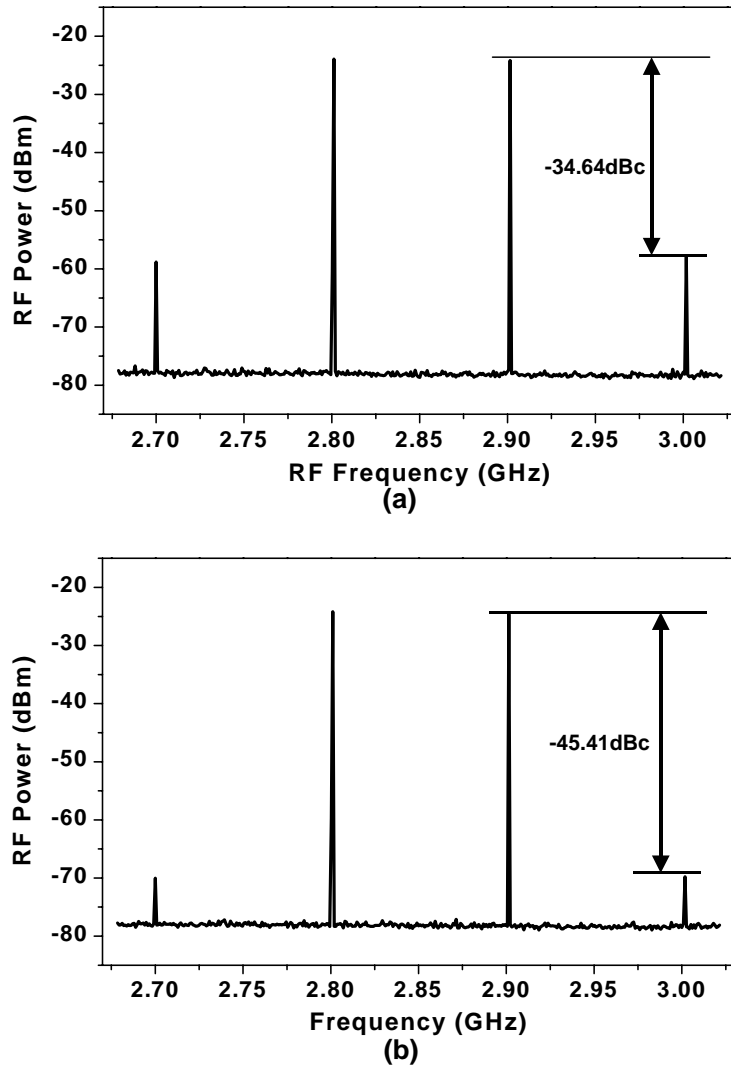 -20
-30
-40
-50
-60
-70
-80
RF Power (dBm)
-34.64dBc
2.70 2.75 2.80 2.85 2.90 2.95 3.00
RF Frequency (GHz)
(a)
-20
-30
-40
-50
-60
-70
-80
RF Power (dBm)
-45.41dBc
2.70 2.75 2.80 2.85 2.90 2.95 3.00
Frequency (GHz)
(b)